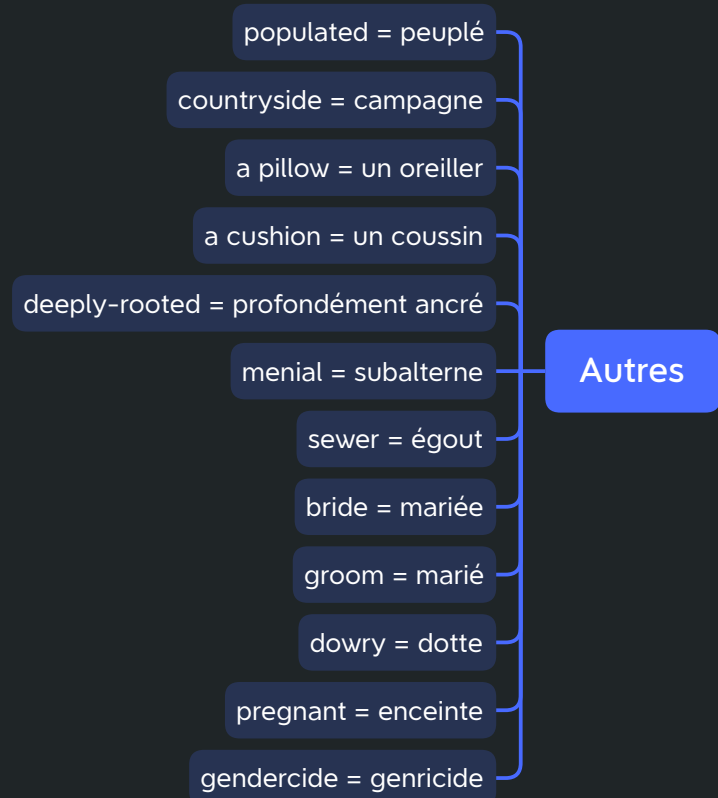 populated = peuplé
countryside = campagne
a pillow = un oreiller
a cushion = un coussin
deeply-rooted = profondément ancré
menial = subalterne
sewer = égout
bride = mariée
groom = marié
dowry = dotte
pregnant = enceinte
gendercide = genricide
Autres